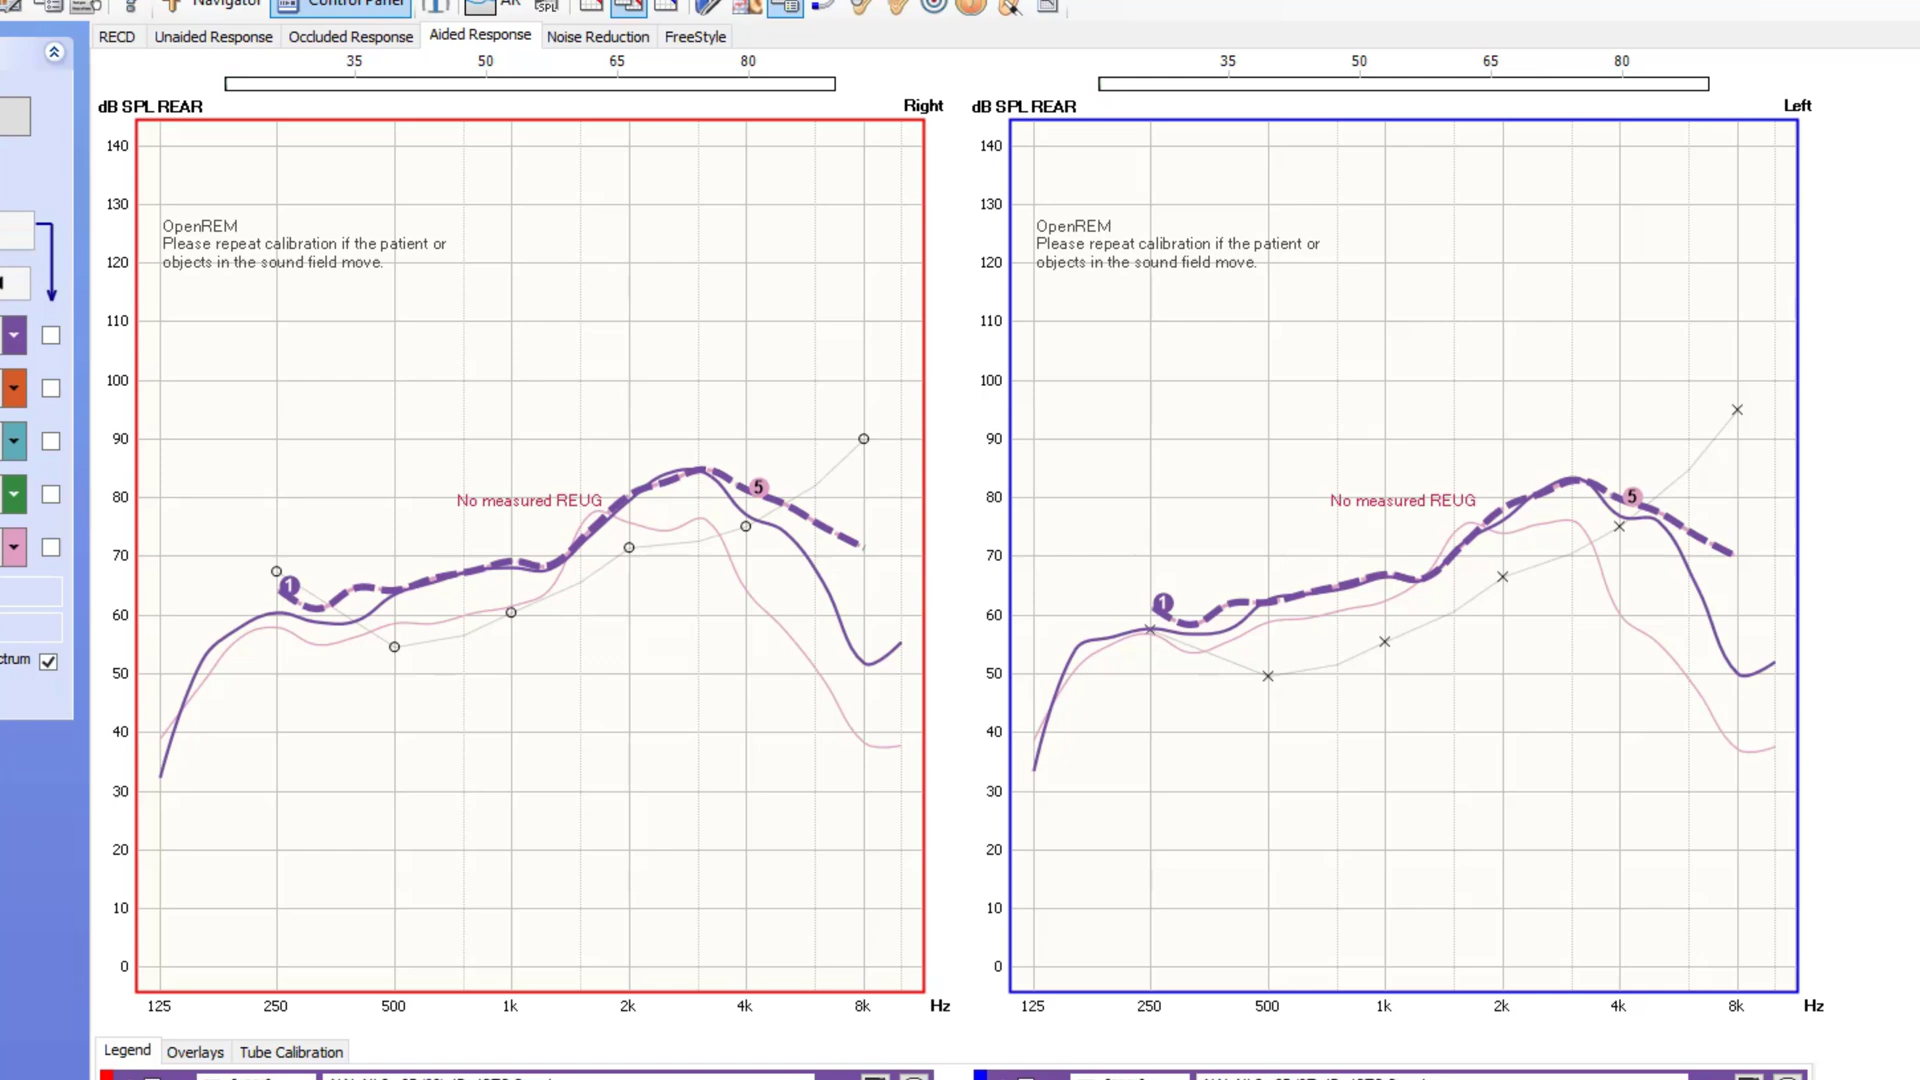 Navigator Control Panel AR SPL
RECD Unaided Response Occluded Response Aided Response Noise Reduction FreeStyle
35 50 65 80
35 50 65 80
dB SPL REAR Right
dB SPL REAR Left
140
130
120
110
100
90
80
70
60
50
40
30
20
10
0
OpenREM
Please repeat calibration if the patient or
objects in the sound field move.
No measured REUG
1
5
125 250 500 1k 2k 4k 8k Hz
140
130
120
110
100
90
80
70
60
50
40
30
20
10
0
OpenREM
Please repeat calibration if the patient or
objects in the sound field move.
No measured REUG
1
5
125 250 500 1k 2k 4k 8k Hz
ctrum
Legend Overlays Tube Calibration